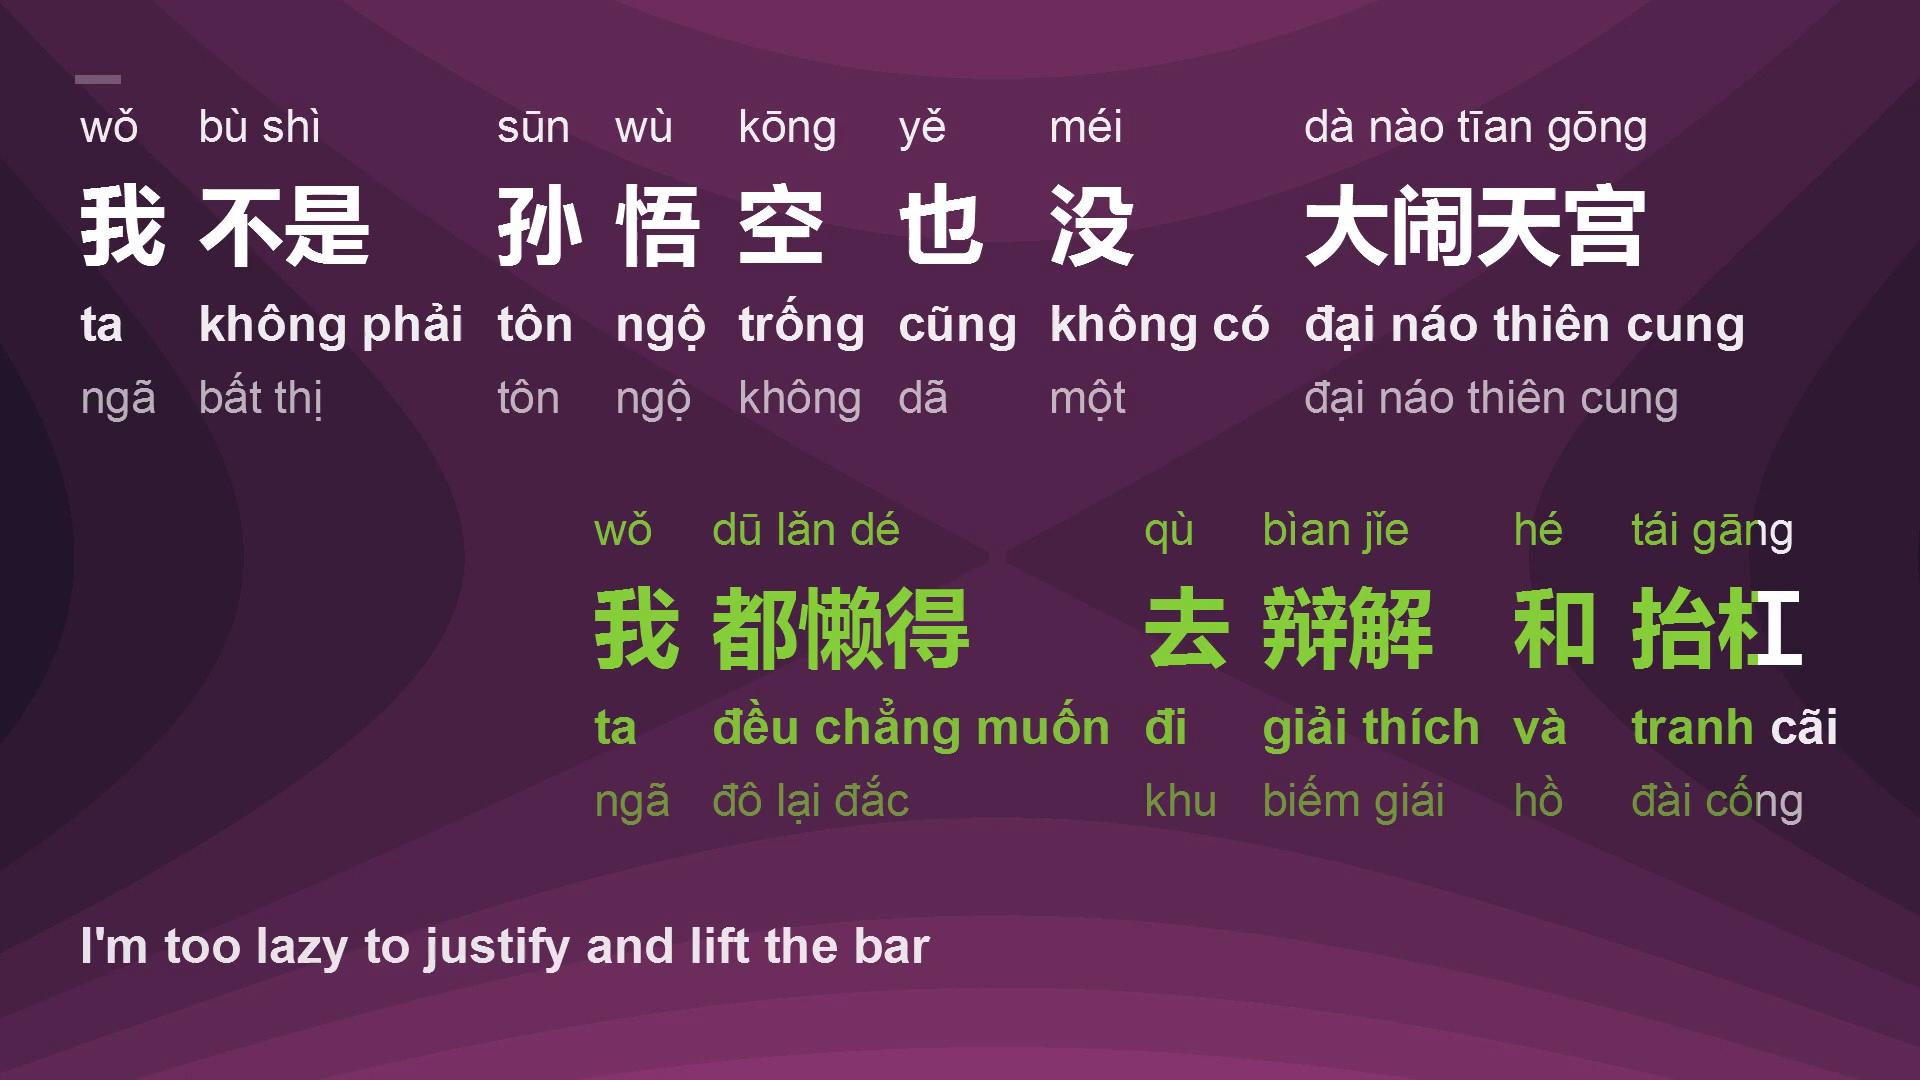 wǒ bù shì sūn wù kōng yě méi dà nào tīan gōng
我 不是 孙 悟 空 也 没 大闹天宫
ta không phải tôn ngộ trống cũng không có đại náo thiên cung
ngã bất thị tôn ngộ không dã một đại náo thiên cung
wǒ dū lǎn dé qù bìan jǐe hé tái gāng
我 都懒得 去 辩解 和 抬杠
ta đều chẳng muốn đi giải thích và tranh cãi
ngã đô lại đắc khu biếm giái hồ đài cống
I'm too lazy to justify and lift the bar